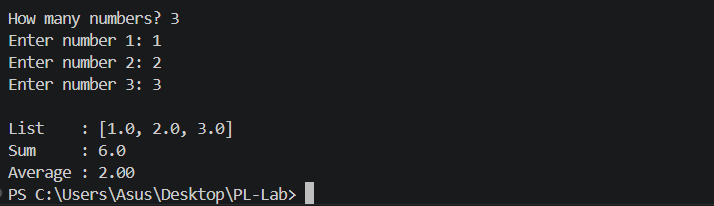 How many numbers? 3
Enter number 1: 1
Enter number 2: 2
Enter number 3: 3
List    : [1.0, 2.0, 3.0]
Sum     : 6.0
Average : 2.00
PS C:\Users\Asus\Desktop\PL-Lab>